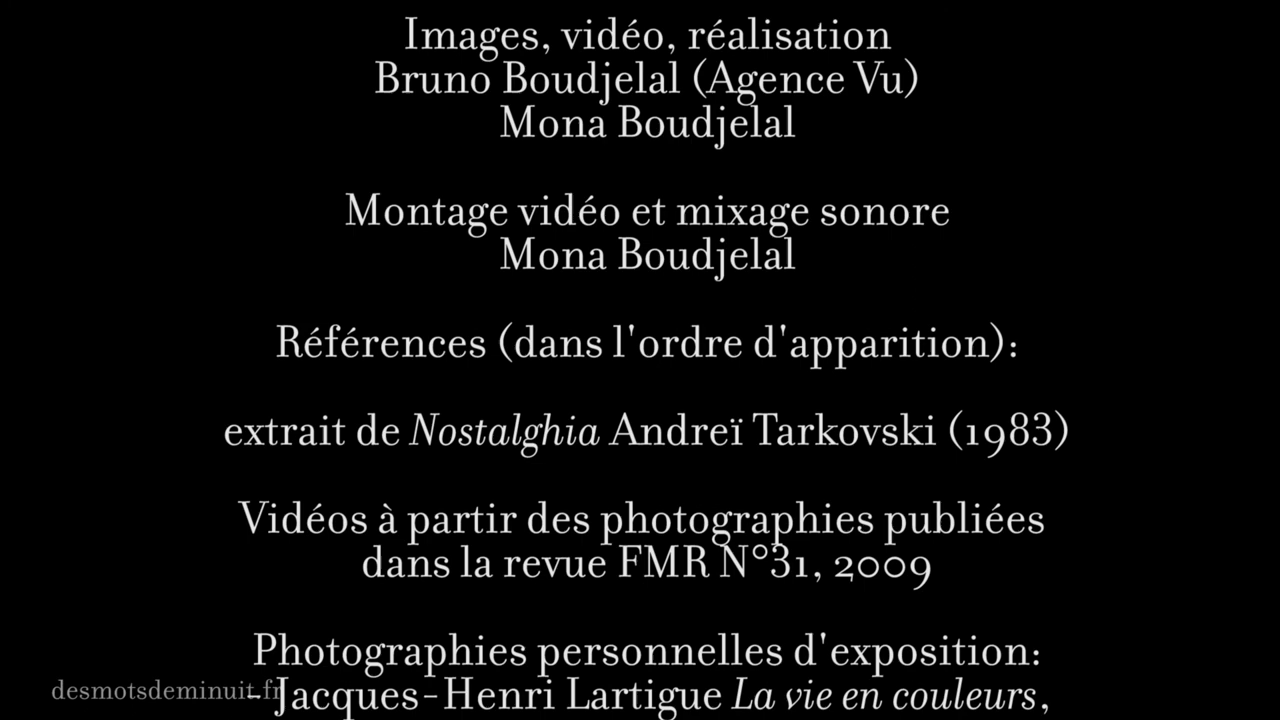 Images, vidéo, réalisation
Bruno Boudjelal (Agence Vu)
Mona Boudjelal
Montage vidéo et mixage sonore
Mona Boudjelal
Références (dans l'ordre d'apparition):
extrait de Nostalghia Andreï Tarkovski (1983)
Vidéos à partir des photographies publiées
dans la revue FMR N°31, 2009
Photographies personnelles d'exposition:
- Jacques-Henri Lartigue La vie en couleurs,
desmotsdeminuit.fr